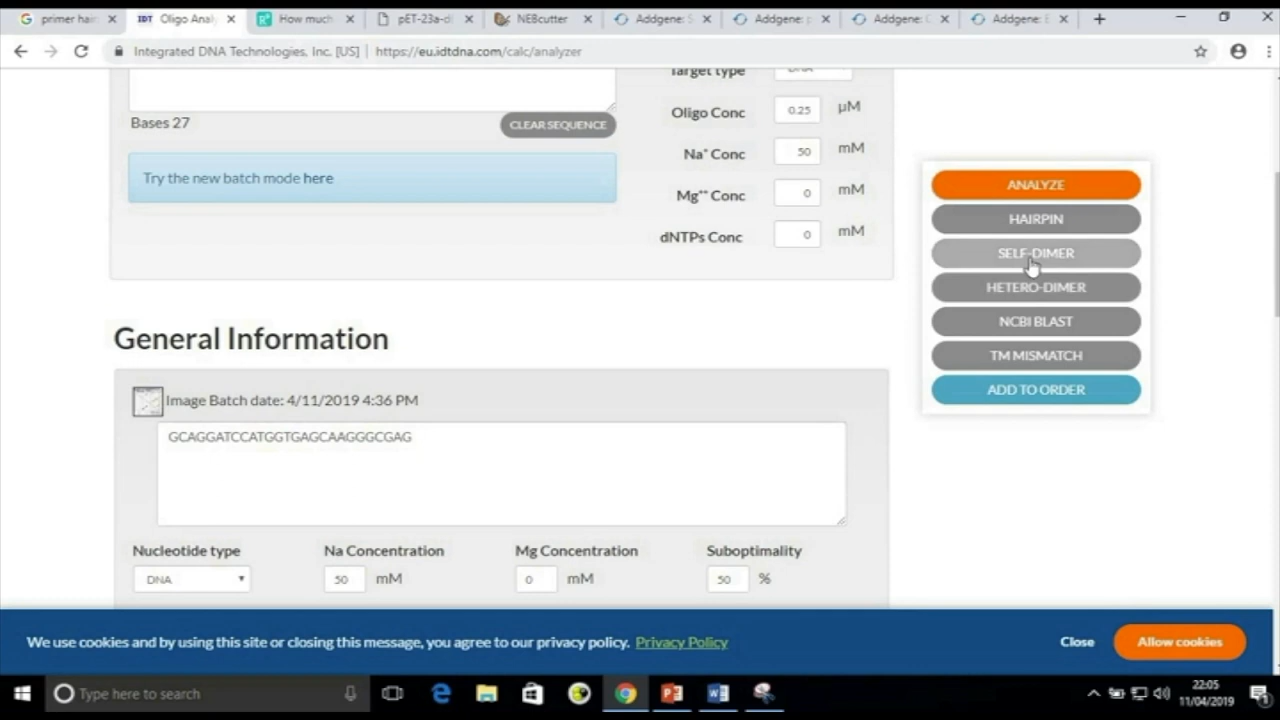 primer hair IDT Oligo Anal R How much pET-23a-d( NEBcutter Addgene: S Addgene: p Addgene: C Addgene: E
Integrated DNA Technologies, Inc. [US] | https://eu.idtdna.com/calc/analyzer
Target type DNA
Oligo Conc 0.25 µM
Bases 27 CLEAR SEQUENCE
Na⁺ Conc 50 mM
Try the new batch mode here
Mg⁺⁺ Conc 0 mM
dNTPs Conc 0 mM
ANALYZE
HAIRPIN
SELF-DIMER
HETERO-DIMER
NCBI BLAST
TM MISMATCH
ADD TO ORDER
General Information
Image Batch date: 4/11/2019 4:36 PM
GCAGGATCCATGGTGAGCAAGGGCGAG
Nucleotide type Na Concentration Mg Concentration Suboptimality
DNA 50 mM 0 mM 50 %
We use cookies and by using this site or closing this message, you agree to our privacy policy. Privacy Policy Close Allow cookies
Type here to search
22:05
11/04/2019